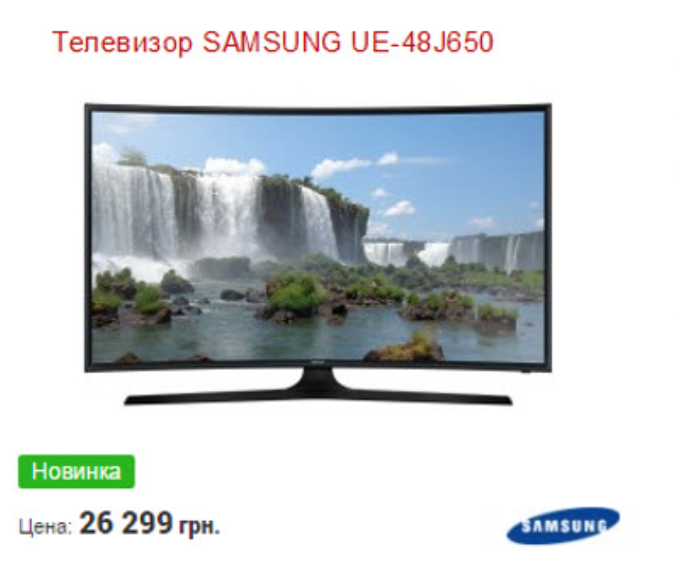 Телевизор SAMSUNG UE-48J650
Новинка
Цена: 26 299 грн.
SAMSUNG